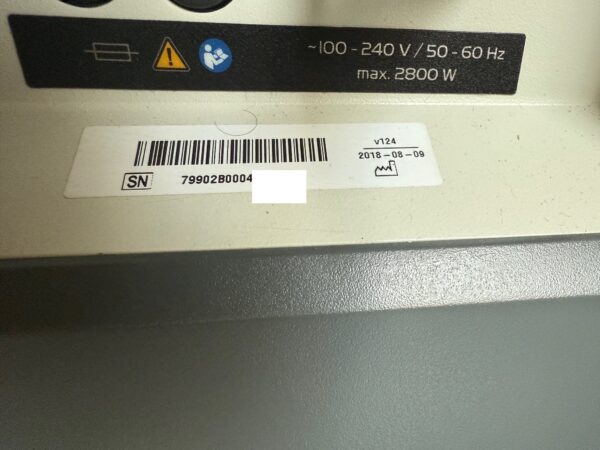 ~100 - 240 V / 50 - 60 Hz
max. 2800 W
v124
2018-08-09
SN 79902B0004